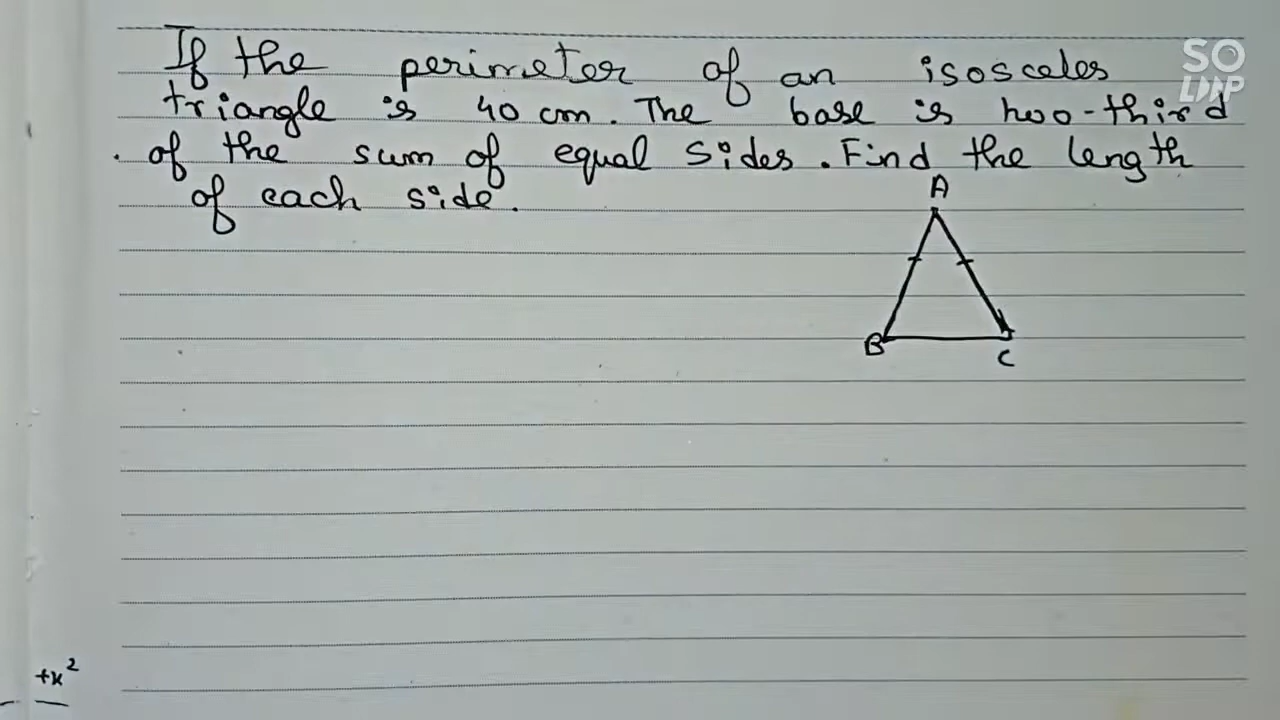 If the perimeter of an isosceles
triangle is 40 cm. The base is two-third
of the sum of equal sides. Find the length
of each side.
A
B
C
+x²
SO